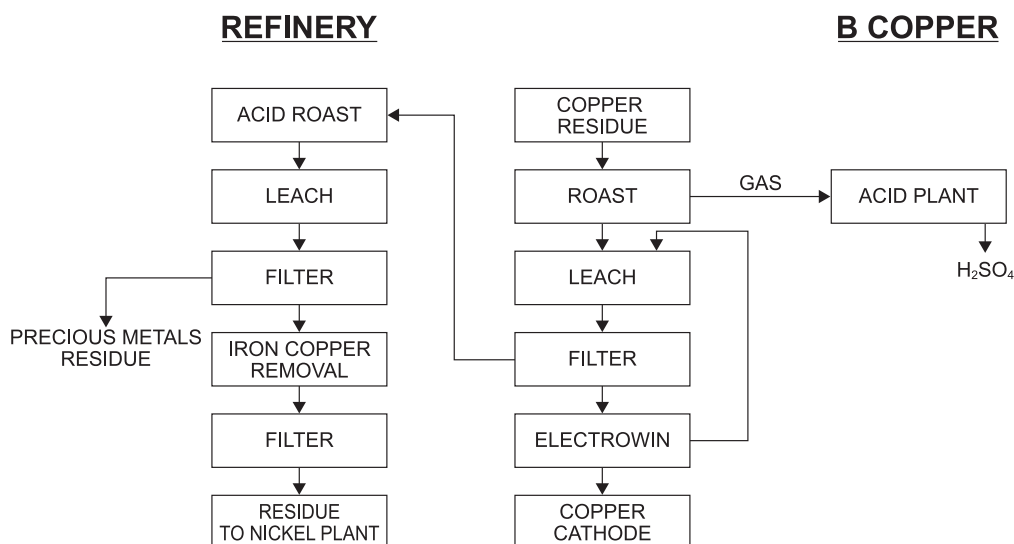 REFINERY
B COPPER
ACID ROAST
COPPER
RESIDUE
LEACH
ROAST
GAS
ACID PLANT
FILTER
LEACH
H₂SO₄
PRECIOUS METALS
RESIDUE
IRON COPPER
REMOVAL
FILTER
FILTER
ELECTROWIN
RESIDUE
TO NICKEL PLANT
COPPER
CATHODE